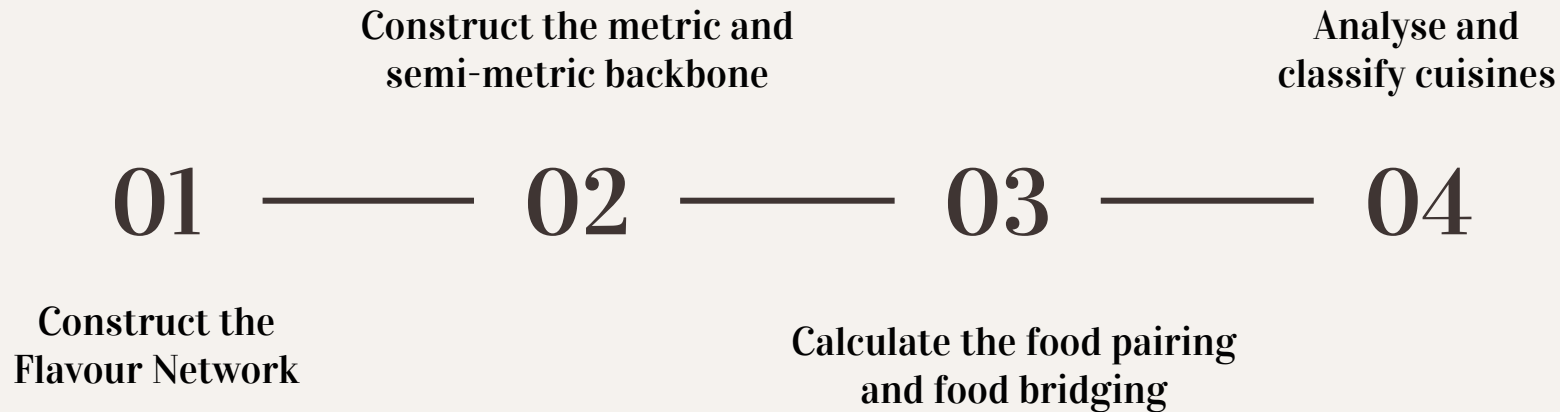 Construct the metric and
semi-metric backbone
Analyse and
classify cuisines
01
02
03
04
Construct the
Flavour Network
Calculate the food pairing
and food bridging